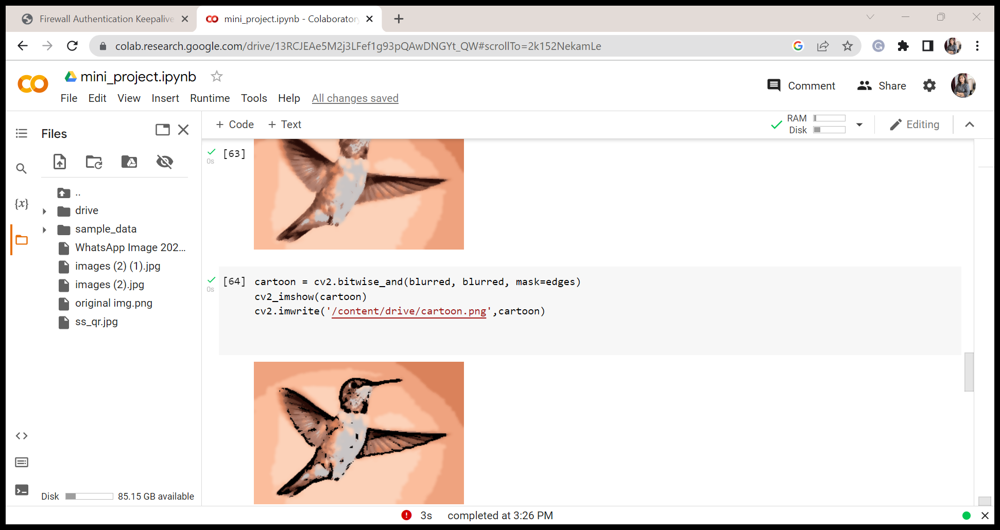 Firewall Authentication Keepalive
mini_project.ipynb - Colaboratory
colab.research.google.com/drive/13RCJEAe5M2j3LFef1g93pQAwDNGYt_QW#scrollTo=2k152NekamLe
mini_project.ipynb
File Edit View Insert Runtime Tools Help All changes saved
Comment
Share
Files
+ Code + Text
RAM
Disk
Editing
{x}
..
drive
sample_data
WhatsApp Image 202...
images (2) (1).jpg
images (2).jpg
original img.png
ss_qr.jpg
Disk 85.15 GB available
0s
[63]
0s
[64]
cartoon = cv2.bitwise_and(blurred, blurred, mask=edges)
cv2_imshow(cartoon)
cv2.imwrite('/content/drive/cartoon.png',cartoon)
3s completed at 3:26 PM